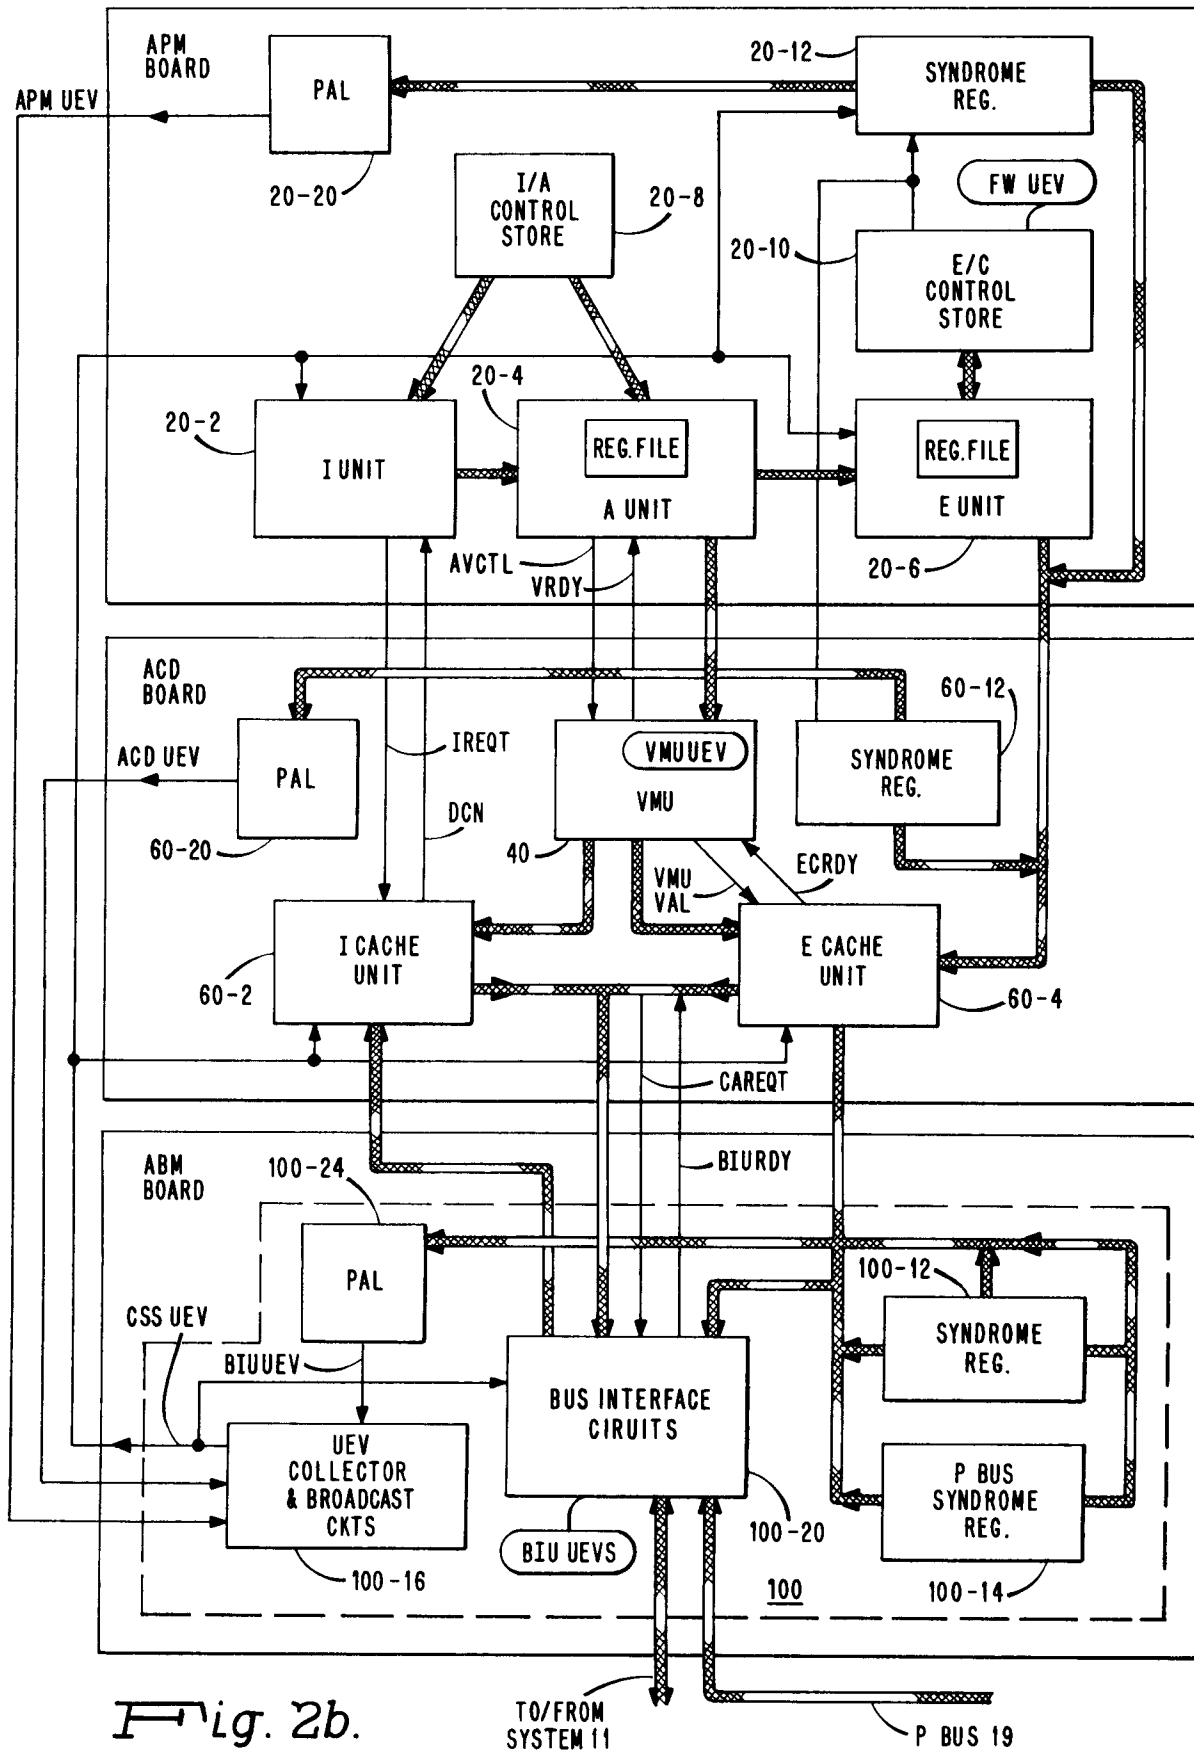 APM
BOARD
PAL
20-20
APM UEV
20-12
SYNDROME
REG.
I/A
CONTROL
STORE
20-8
FW UEV
20-10
E/C
CONTROL
STORE
20-2
I UNIT
20-4
REG. FILE
A UNIT
REG. FILE
E UNIT
20-6
AVCTL
VRDY
ACD
BOARD
60-12
ACD UEV
PAL
60-20
IREQT
DCN
VMU UEV
VMU
40
SYNDROME
REG.
VMU
VAL
ECRDY
I CACHE
UNIT
60-2
E CACHE
UNIT
60-4
CAREQT
BIURDY
ABM
BOARD
100-24
PAL
CSS UEV
BIUUEV
100-12
SYNDROME
REG.
BUS INTERFACE
CIRUITS
UEV
COLLECTOR
& BROADCAST
CKTS
100-16
BIU UEVS
100-20
P BUS
SYNDROME
REG.
100-14
100
Fig. 2b.
TO/FROM
SYSTEM 11
P BUS 19